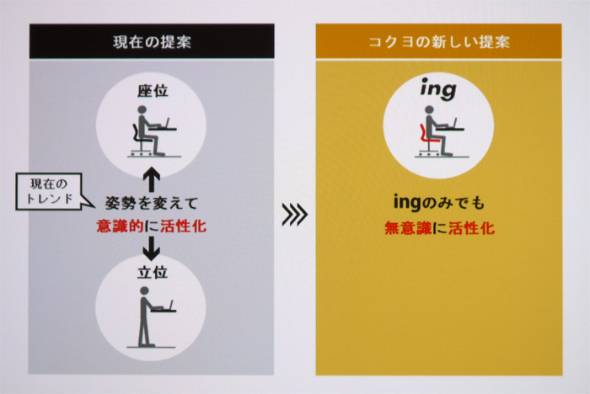 現在の提案
座位
現在の
トレンド
姿勢を変えて
意識的に活性化
立位
コクヨの新しい提案
ing
ingのみでも
無意識に活性化